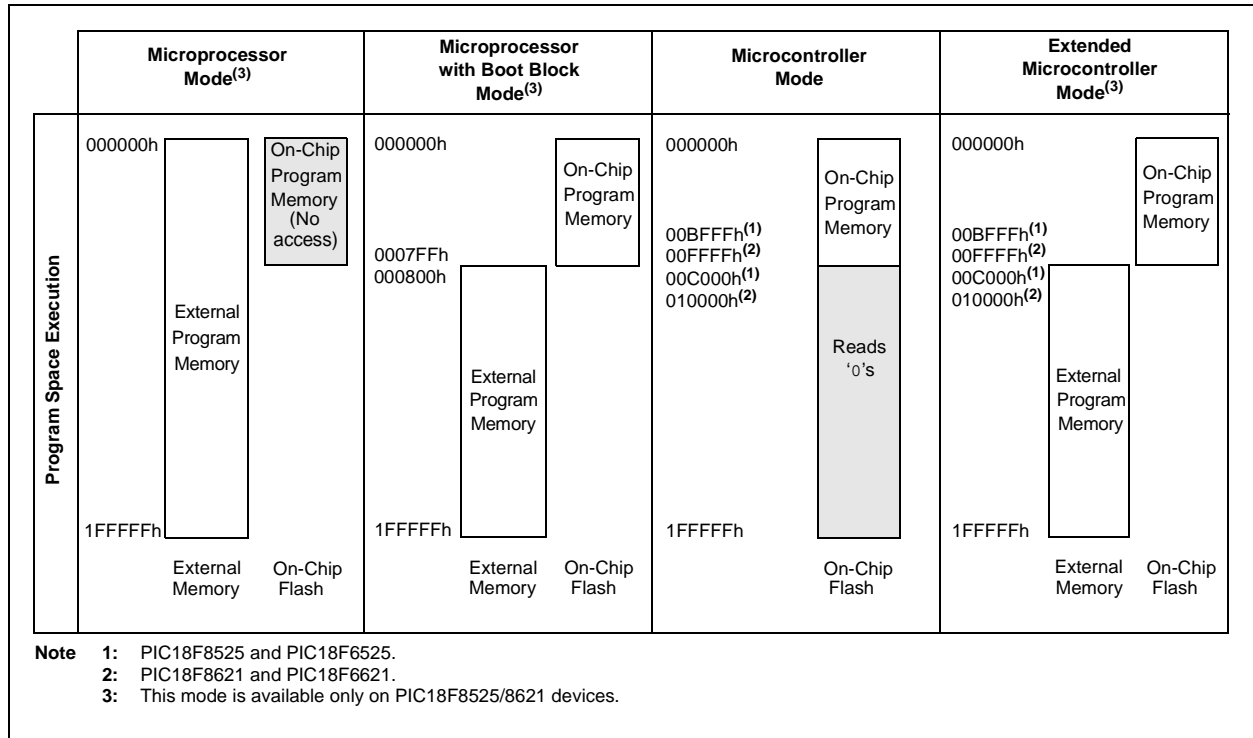 Microprocessor
Mode(3)
Microprocessor
with Boot Block
Mode(3)
Microcontroller
Mode
Extended
Microcontroller
Mode(3)
Program Space Execution
000000h
On-Chip
Program
Memory
(No
access)
External
Program
Memory
1FFFFFh
External
Memory
On-Chip
Flash
000000h
On-Chip
Program
Memory
0007FFh
000800h
External
Program
Memory
1FFFFFh
External
Memory
On-Chip
Flash
000000h
On-Chip
Program
Memory
00BFFFh(1)
00FFFFh(2)
00C000h(1)
010000h(2)
Reads
‘0’s
1FFFFFh
On-Chip
Flash
000000h
On-Chip
Program
Memory
00BFFFh(1)
00FFFFh(2)
00C000h(1)
010000h(2)
External
Program
Memory
1FFFFFh
External
Memory
On-Chip
Flash
Note 1: PIC18F8525 and PIC18F6525.
2: PIC18F8621 and PIC18F6621.
3: This mode is available only on PIC18F8525/8621 devices.